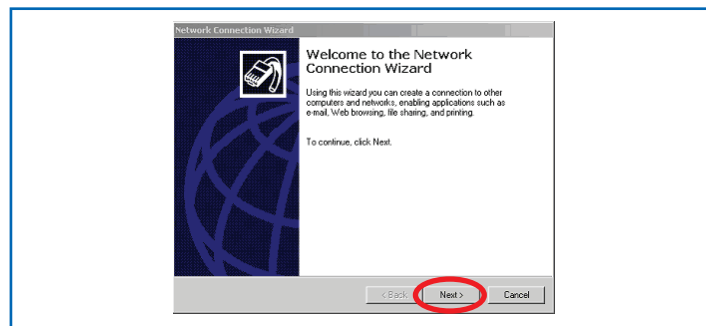 Network Connection Wizard
Welcome to the Network
Connection Wizard
Using this wizard you can create a connection to other
computers and networks, enabling applications such as
e-mail, Web browsing, file sharing, and printing.
To continue, click Next.
< Back
Next >
Cancel